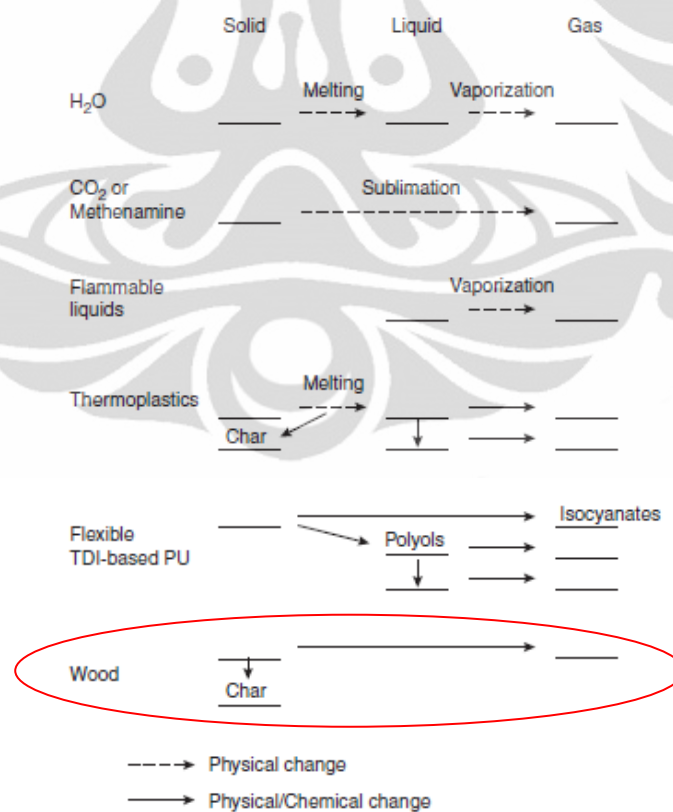 Solid Liquid Gas
H₂O Melting Vaporization
CO₂ or
Methenamine
Sublimation
Flammable
liquids
Vaporization
Thermoplastics
Melting
Char
Flexible
TDI-based PU
Isocyanates
Polyols
Wood
Char
Physical change
Physical/Chemical change